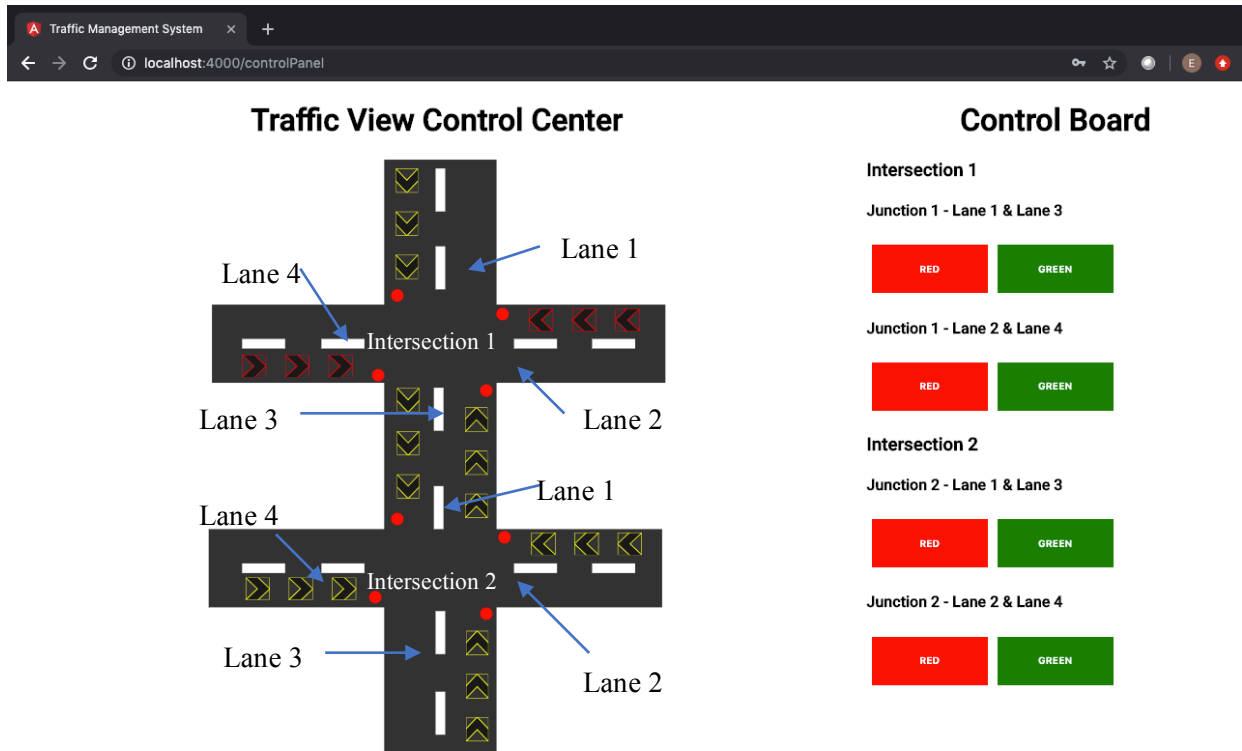 Traffic Management System
localhost:4000/controlPanel
E
Traffic View Control Center
Lane 1
Lane 4
Intersection 1
Lane 3
Lane 2
Lane 1
Lane 4
Intersection 2
Lane 3
Lane 2
Control Board
Intersection 1
Junction 1 - Lane 1 & Lane 3
RED
GREEN
Junction 1 - Lane 2 & Lane 4
RED
GREEN
Intersection 2
Junction 2 - Lane 1 & Lane 3
RED
GREEN
Junction 2 - Lane 2 & Lane 4
RED
GREEN